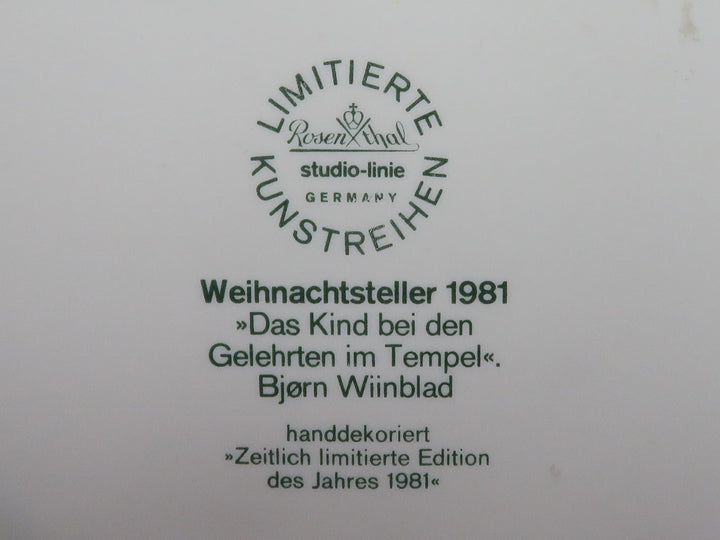 LIMITIERTE
Rosenthal
studio-linie
GERMANY
KUNSTREIHEN
Weihnachtsteller 1981
»Das Kind bei den
Gelehrten im Tempel«.
Bjørn Wiinblad
handdekoriert
»Zeitlich limitierte Edition
des Jahres 1981«